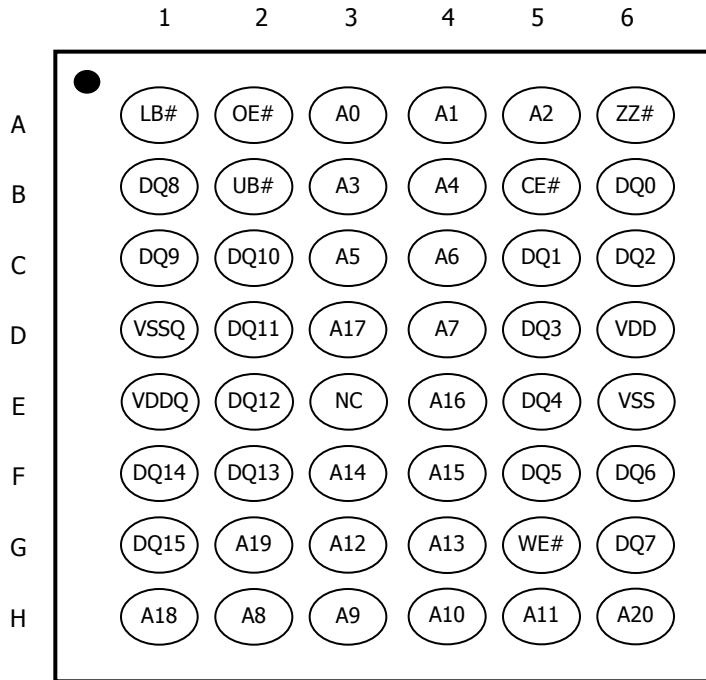 1 2 3 4 5 6
A LB# OE# A0 A1 A2 ZZ#
B DQ8 UB# A3 A4 CE# DQ0
C DQ9 DQ10 A5 A6 DQ1 DQ2
D VSSQ DQ11 A17 A7 DQ3 VDD
E VDDQ DQ12 NC A16 DQ4 VSS
F DQ14 DQ13 A14 A15 DQ5 DQ6
G DQ15 A19 A12 A13 WE# DQ7
H A18 A8 A9 A10 A11 A20